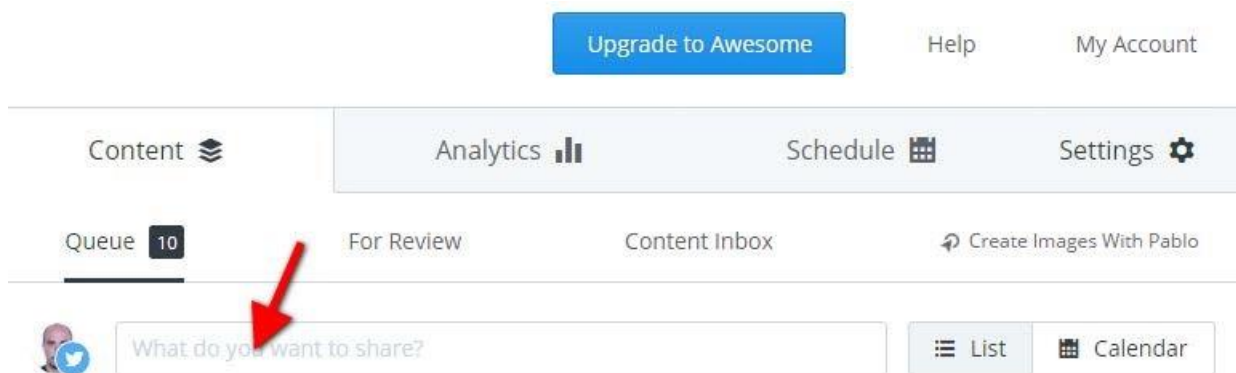 Upgrade to Awesome Help My Account
Content Analytics Schedule Settings
Queue 10 For Review Content Inbox Create Images With Pablo
What do you want to share? List Calendar